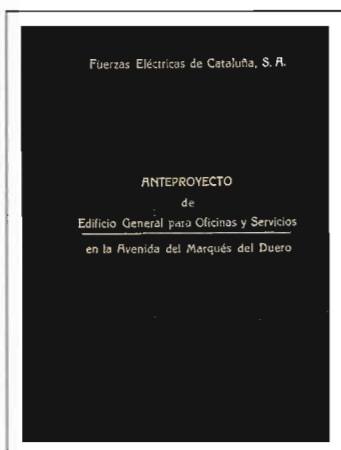 Fuerzas Eléctricas de Cataluña, S. A.
ANTEPROYECTO
de
Edificio General para Oficinas y Servicios
en la Avenida del Marqués del Duero